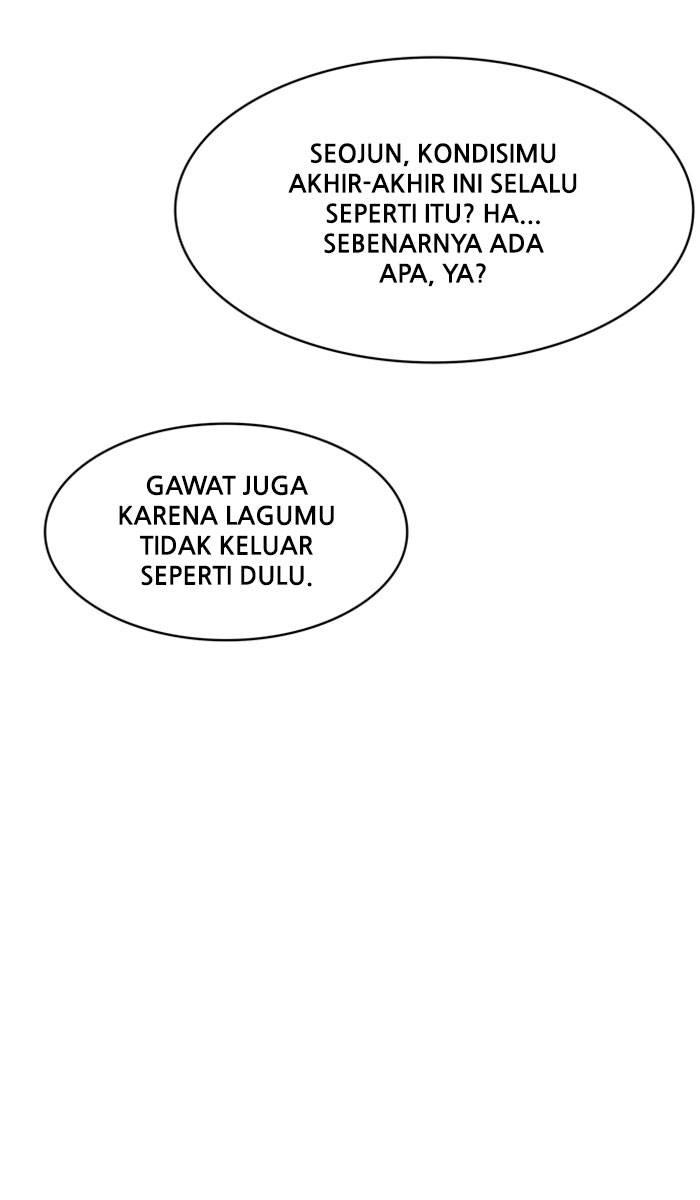 SEOJUN, KONDISIMU
AKHIR-AKHIR INI SELALU
SEPERTI ITU? HA...
SEBENARNYA ADA
APA, YA?
GAWAT JUGA
KARENA LAGUMU
TIDAK KELUAR
SEPERTI DULU.